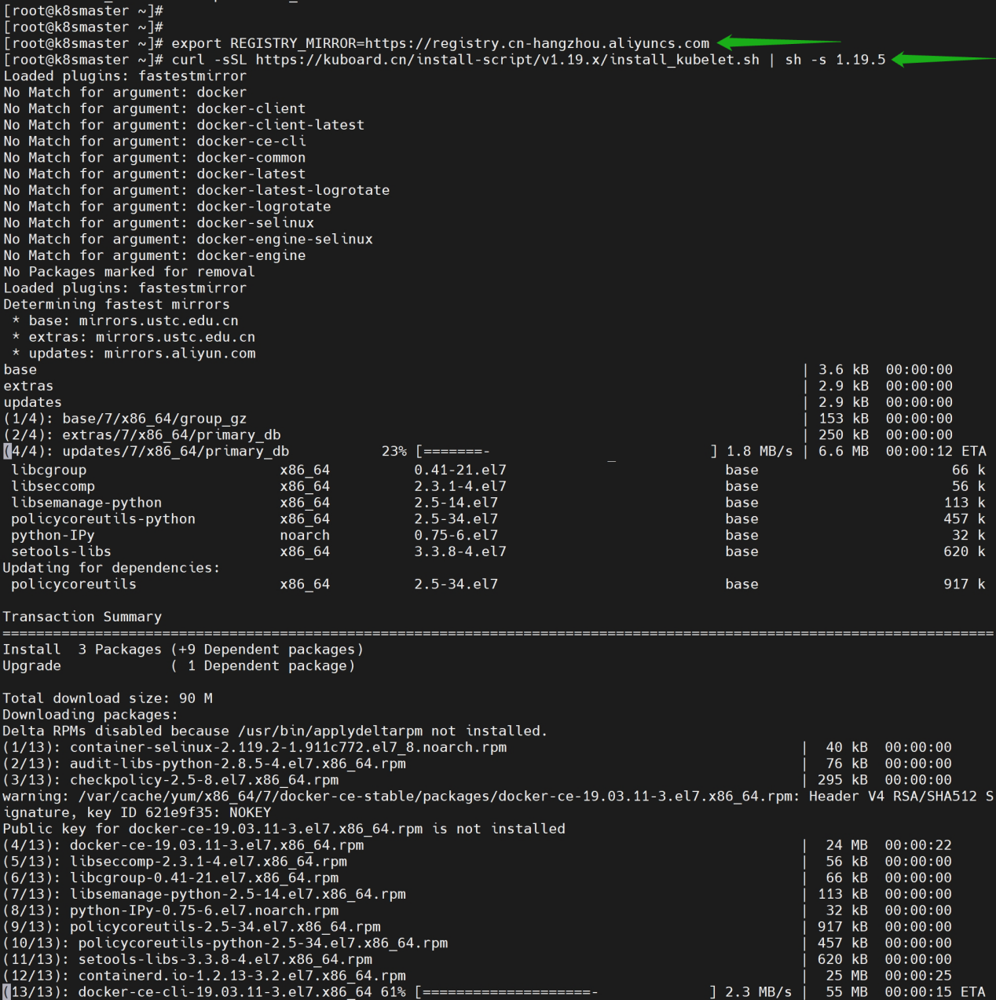 [root@k8smaster ~]#
[root@k8smaster ~]#
[root@k8smaster ~]# export REGISTRY_MIRROR=https://registry.cn-hangzhou.aliyuncs.com
[root@k8smaster ~]# curl -sSL https://kuboard.cn/install-script/v1.19.x/install_kubelet.sh | sh -s 1.19.5
Loaded plugins: fastestmirror
No Match for argument: docker
No Match for argument: docker-client
No Match for argument: docker-client-latest
No Match for argument: docker-ce-cli
No Match for argument: docker-common
No Match for argument: docker-latest
No Match for argument: docker-latest-logrotate
No Match for argument: docker-logrotate
No Match for argument: docker-selinux
No Match for argument: docker-engine-selinux
No Match for argument: docker-engine
No Packages marked for removal
Loaded plugins: fastestmirror
Determining fastest mirrors
 * base: mirrors.ustc.edu.cn
 * extras: mirrors.ustc.edu.cn
 * updates: mirrors.aliyun.com
base | 3.6 kB 00:00:00
extras | 2.9 kB 00:00:00
updates | 2.9 kB 00:00:00
(1/4): base/7/x86_64/group_gz | 153 kB 00:00:00
(2/4): extras/7/x86_64/primary_db | 250 kB 00:00:00
(4/4): updates/7/x86_64/primary_db 23% [=======- ] 1.8 MB/s | 6.6 MB 00:00:12 ETA
 libcgroup x86_64 0.41-21.el7 base 66 k
 libseccomp x86_64 2.3.1-4.el7 base 56 k
 libsemanage-python x86_64 2.5-14.el7 base 113 k
 policycoreutils-python x86_64 2.5-34.el7 base 457 k
 python-IPy noarch 0.75-6.el7 base 32 k
 setools-libs x86_64 3.3.8-4.el7 base 620 k
Updating for dependencies:
 policycoreutils x86_64 2.5-34.el7 base 917 k
Transaction Summary
================================================================================
Install 3 Packages (+9 Dependent packages)
Upgrade ( 1 Dependent package)
Total download size: 90 M
Downloading packages:
Delta RPMs disabled because /usr/bin/applydeltarpm not installed.
(1/13): container-selinux-2.119.2-1.911c772.el7_8.noarch.rpm | 40 kB 00:00:00
(2/13): audit-libs-python-2.8.5-4.el7.x86_64.rpm | 76 kB 00:00:00
(3/13): checkpolicy-2.5-8.el7.x86_64.rpm | 295 kB 00:00:00
warning: /var/cache/yum/x86_64/7/docker-ce-stable/packages/docker-ce-19.03.11-3.el7.x86_64.rpm: Header V4 RSA/SHA512 S
ignature, key ID 621e9f35: NOKEY
Public key for docker-ce-19.03.11-3.el7.x86_64.rpm is not installed
(4/13): docker-ce-19.03.11-3.el7.x86_64.rpm | 24 MB 00:00:22
(5/13): libseccomp-2.3.1-4.el7.x86_64.rpm | 56 kB 00:00:00
(6/13): libcgroup-0.41-21.el7.x86_64.rpm | 66 kB 00:00:00
(7/13): libsemanage-python-2.5-14.el7.x86_64.rpm | 113 kB 00:00:00
(8/13): python-IPy-0.75-6.el7.noarch.rpm | 32 kB 00:00:00
(9/13): policycoreutils-2.5-34.el7.x86_64.rpm | 917 kB 00:00:00
(10/13): policycoreutils-python-2.5-34.el7.x86_64.rpm | 457 kB 00:00:00
(11/13): setools-libs-3.3.8-4.el7.x86_64.rpm | 620 kB 00:00:00
(12/13): containerd.io-1.2.13-3.2.el7.x86_64.rpm | 25 MB 00:00:25
(13/13): docker-ce-cli-19.03.11-3.el7.x86_64 61% [====================- ] 2.3 MB/s | 55 MB 00:00:15 ETA